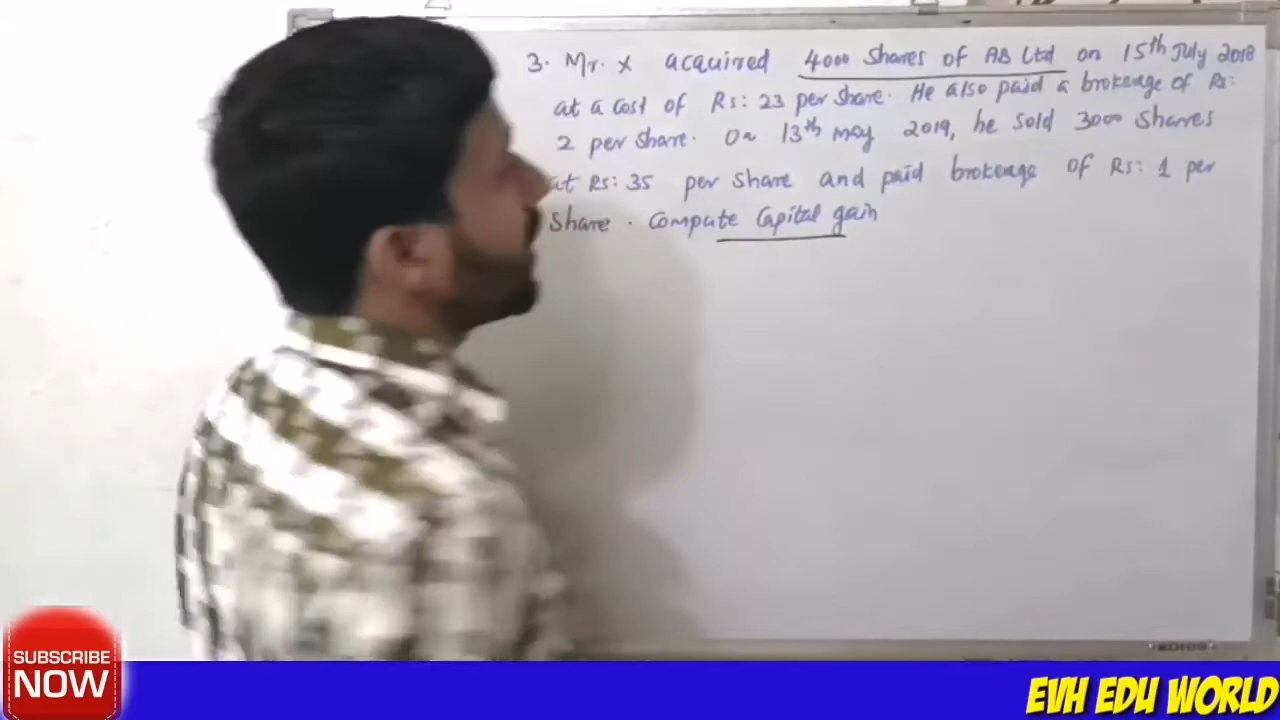 3. Mr. X acquired 4000 Shares of AB Ltd on 15th July 2018
at a cost of Rs: 23 per share. He also paid a brokerage of Rs:
2 per share. On 13th may 2019, he sold 3000 shares
at Rs: 35 per share and paid brokerage of Rs: 1 per
share. Compute Capital gain
SUBSCRIBE
NOW
EVH EDU WORLD